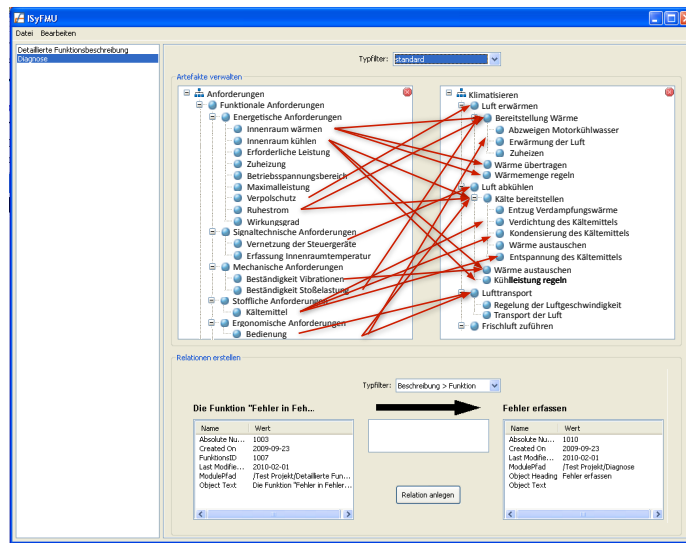 ISyFMU
Datei Bearbeiten
Detaillierte Funktionsbeschreibung
Diagnose
Typfilter: standard
Artefakte verwalten
Anforderungen
Funktionale Anforderungen
Energetische Anforderungen
Innenraum wärmen
Innenraum kühlen
Erforderliche Leistung
Zuheizung
Betriebsspannungsbereich
Maximalleistung
Verpolschutz
Ruhestrom
Wirkungsgrad
Signaltechnische Anforderungen
Vernetzung der Steuergeräte
Erfassung Innenraumtemperatur
Mechanische Anforderungen
Beständigkeit Vibrationen
Beständigkeit Stoßelastung
Stoffliche Anforderungen
Kältemittel
Ergonomische Anforderungen
Bedienung
Klimatisieren
Luft erwärmen
Bereitstellung Wärme
Abzweigen Motorkühlwasser
Erwärmung der Luft
Zuheizen
Wärme übertragen
Wärmemenge regeln
Luft abkühlen
Kälte bereitstellen
Entzug Verdampfungswärme
Verdichtung des Kältemittels
Kondensierung des Kältemittels
Wärme austauschen
Entspannung des Kältemittels
Wärme austauschen
Kühlleistung regeln
Lufttransport
Regelung der Luftgeschwindigkeit
Transport der Luft
Frischluft zuführen
Relationen erstellen
Typfilter: Beschreibung > Funktion
Die Funktion "Fehler in Feh...
Name Wert
Absolute Nu... 1003
Created On 2009-09-23
FunktionsID 1007
Last Modifie... 2010-02-01
ModulePfad /Test Projekt/Detaillierte Fun...
Object Text Die Funktion "Fehler in Fehler...
Relation anlegen
Fehler erfassen
Name Wert
Absolute Nu... 1010
Created On 2009-09-23
Last Modifie... 2010-02-01
ModulePfad /Test Projekt/Diagnose
Object Heading Fehler erfassen
Object Text